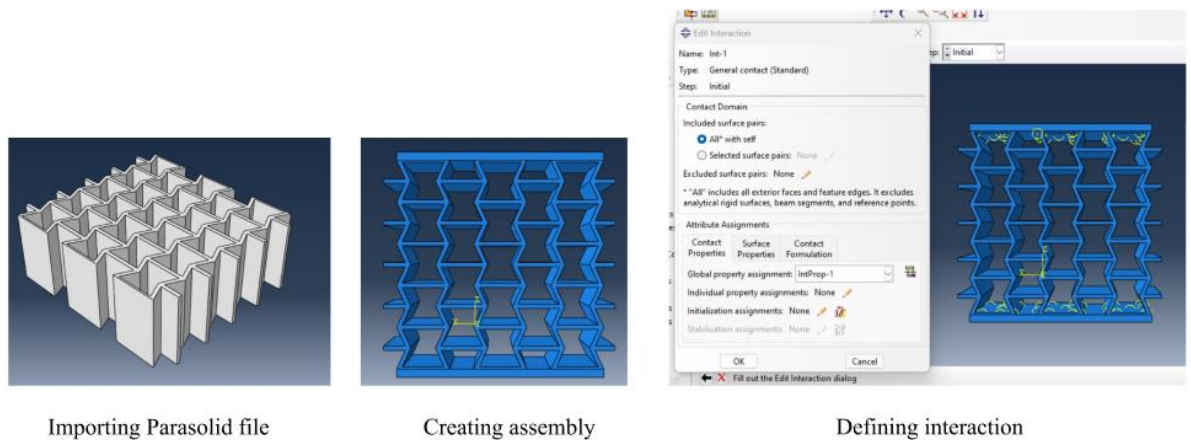 Edit Interaction
Name: Int-1
Type: General contact (Standard)
Step: Initial
Initial
Contact Domain
Included surface pairs:
All* with self
Selected surface pairs: None
Excluded surface pairs: None
* "All" includes all exterior faces and feature edges. It excludes
analytical rigid surfaces, beam segments, and reference points.
Attribute Assignments
Contact Properties
Surface Properties
Contact Formulation
Global property assignment: IntProp-1
Individual property assignments: None
Initialization assignments: None
Stabilization assignments: None
OK
Cancel
Fill out the Edit Interaction dialog
Importing Parasolid file
Creating assembly
Defining interaction